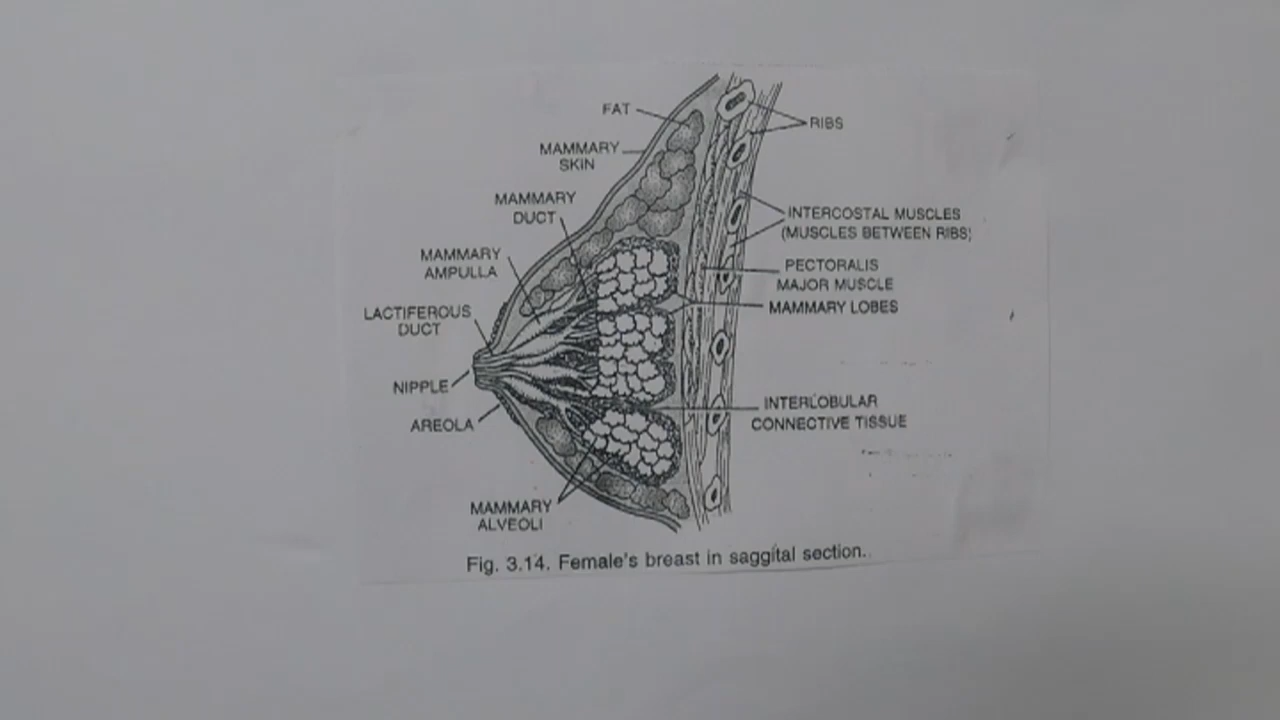 FAT
RIBS
MAMMARY
SKIN
MAMMARY
DUCT
INTERCOSTAL MUSCLES
(MUSCLES BETWEEN RIBS)
MAMMARY
AMPULLA
PECTORALIS
MAJOR MUSCLE
MAMMARY LOBES
LACTIFEROUS
DUCT
NIPPLE
AREOLA
INTERLOBULAR
CONNECTIVE TISSUE
MAMMARY
ALVEOLI
Fig. 3.14. Female's breast in saggital section.